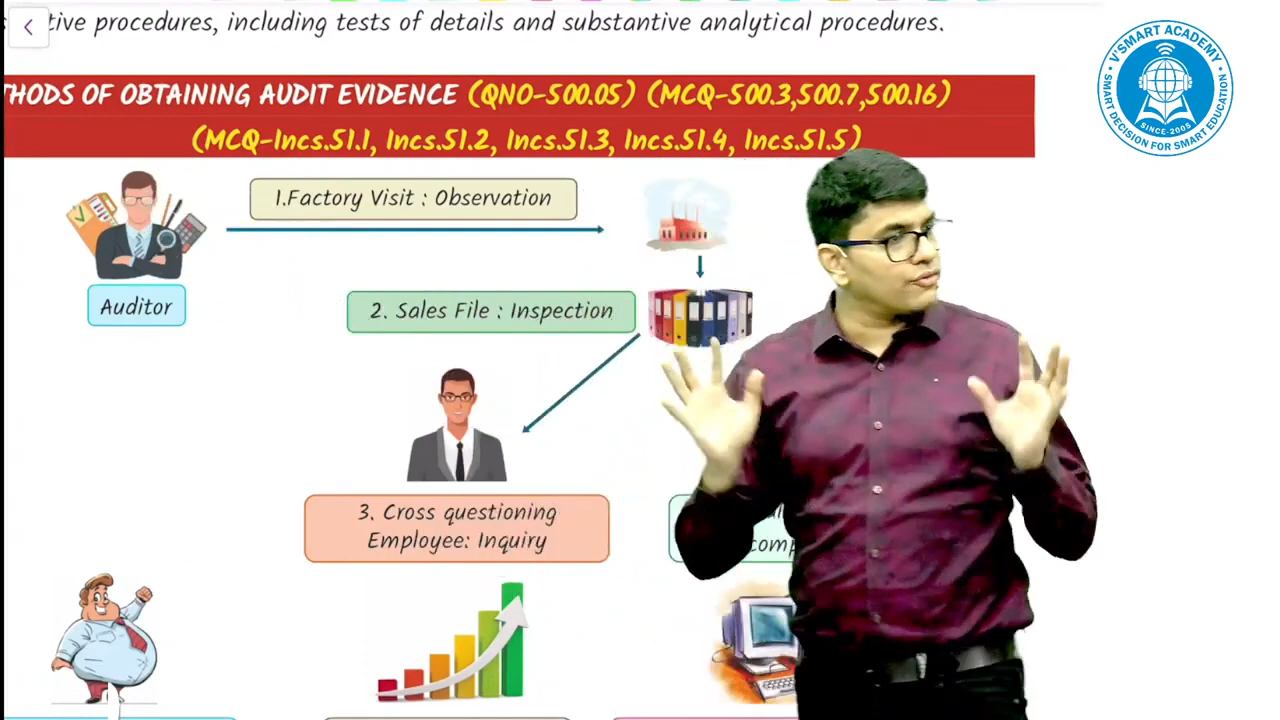 tive procedures, including tests of details and substantive analytical procedures.
THODS OF OBTAINING AUDIT EVIDENCE (QNO-500.05) (MCQ-500.3,500.7,500.16)
(MCQ-Incs.51.1, Incs.51.2, Incs.51.3, Incs.51.4, Incs.51.5)
V'SMART ACADEMY
SINCE-2005
SMART DECISION FOR SMART EDUCATION
1.Factory Visit : Observation
Auditor
2. Sales File : Inspection
3. Cross questioning
Employee: Inquiry
comp